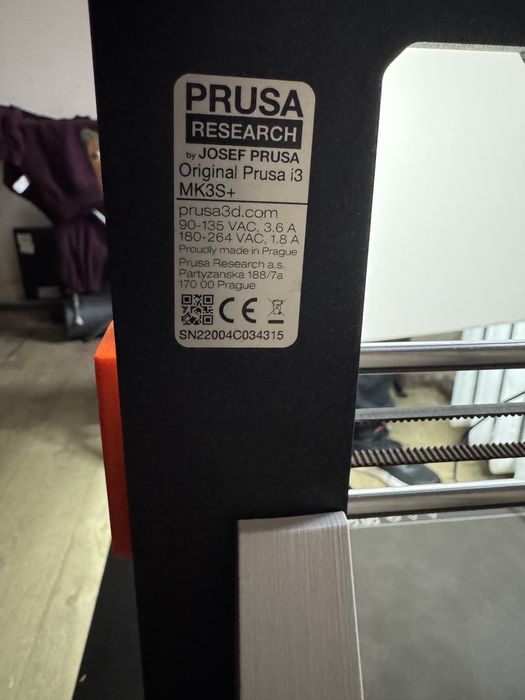 PRUSA
RESEARCH
by JOSEF PRUSA
Original Prusa i3
MK3S+
prusa3d.com
90-135 VAC, 3.6 A
180-264 VAC, 1.8 A
Proudly made in Prague
Prusa Research a.s.
Partyzanska 188/7a
170 00 Prague
CE
SN22004C034315